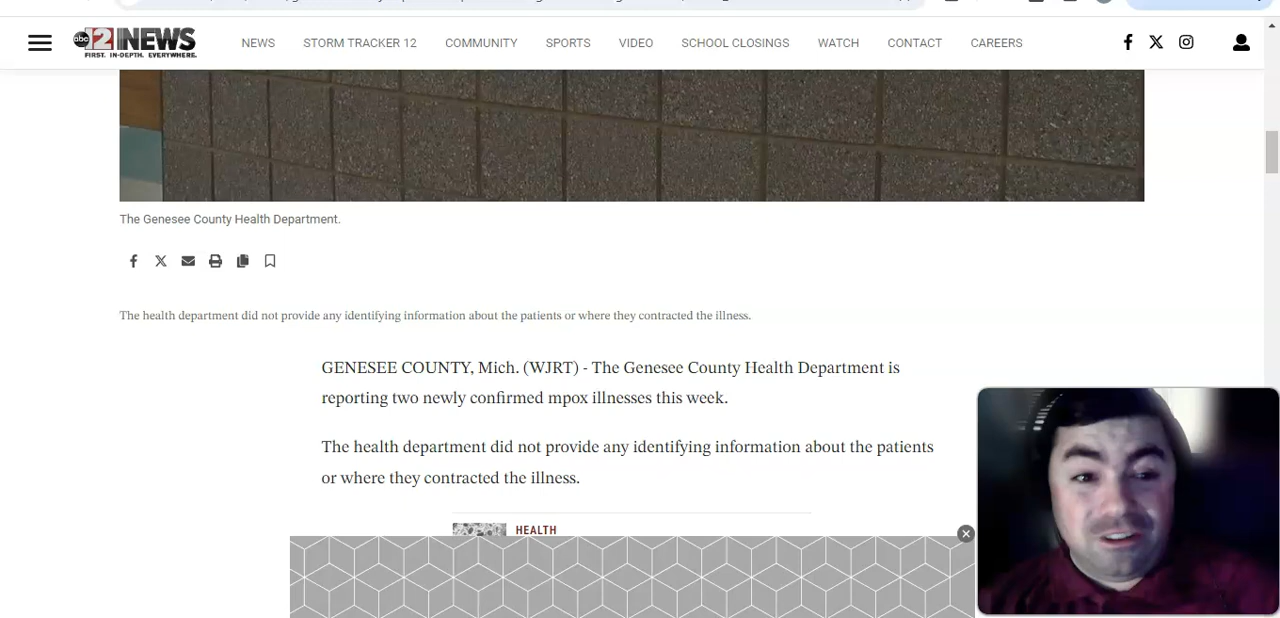 abc 12 NEWS
FIRST. IN-DEPTH. EVERYWHERE.
NEWS
STORM TRACKER 12
COMMUNITY
SPORTS
VIDEO
SCHOOL CLOSINGS
WATCH
CONTACT
CAREERS
The Genesee County Health Department.
The health department did not provide any identifying information about the patients or where they contracted the illness.
GENESEE COUNTY, Mich. (WJRT) - The Genesee County Health Department is
reporting two newly confirmed mpox illnesses this week.
The health department did not provide any identifying information about the patients
or where they contracted the illness.
HEALTH